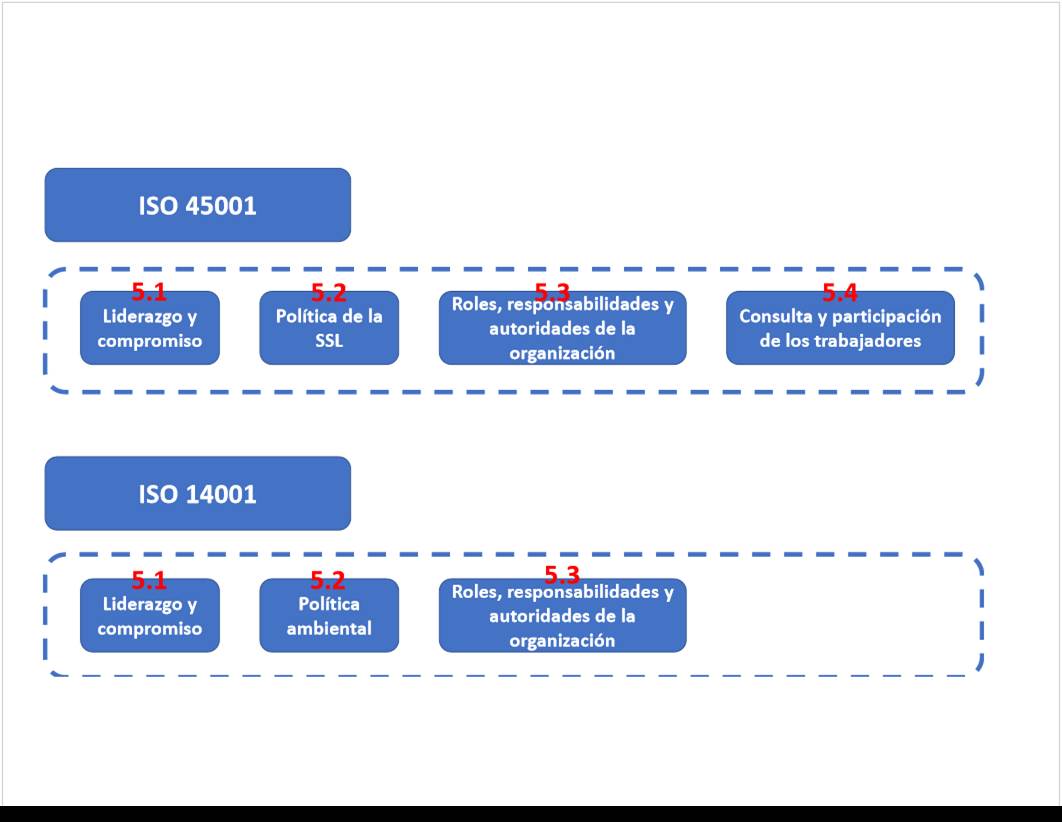 ISO 45001
5.1
Liderazgo y
compromiso
5.2
Política de la
SSL
5.3
Roles, responsabilidades y
autoridades de la
organización
5.4
Consulta y participación
de los trabajadores
ISO 14001
5.1
Liderazgo y
compromiso
5.2
Política
ambiental
5.3
Roles, responsabilidades y
autoridades de la
organización